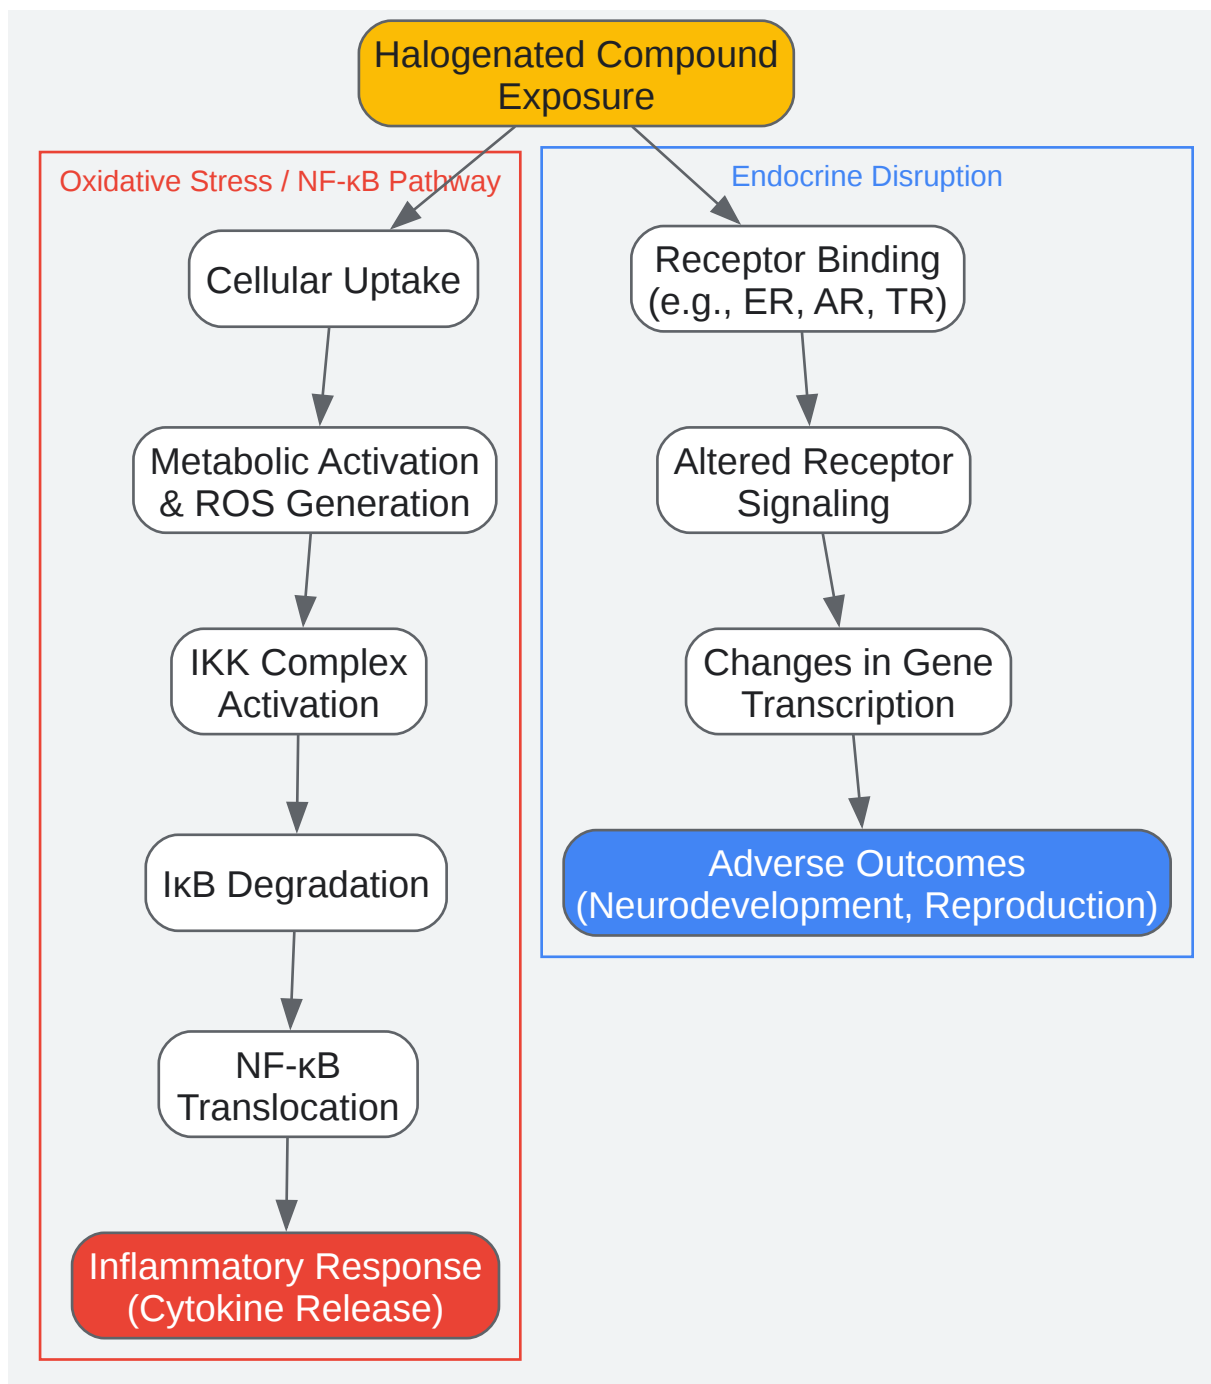 Halogenated Compound
Exposure
Oxidative Stress / NF-κB Pathway
Cellular Uptake
Metabolic Activation
& ROS Generation
IKK Complex
Activation
IκB Degradation
NF-κB
Translocation
Inflammatory Response
(Cytokine Release)
Endocrine Disruption
Receptor Binding
(e.g., ER, AR, TR)
Altered Receptor
Signaling
Changes in Gene
Transcription
Adverse Outcomes
(Neurodevelopment, Reproduction)